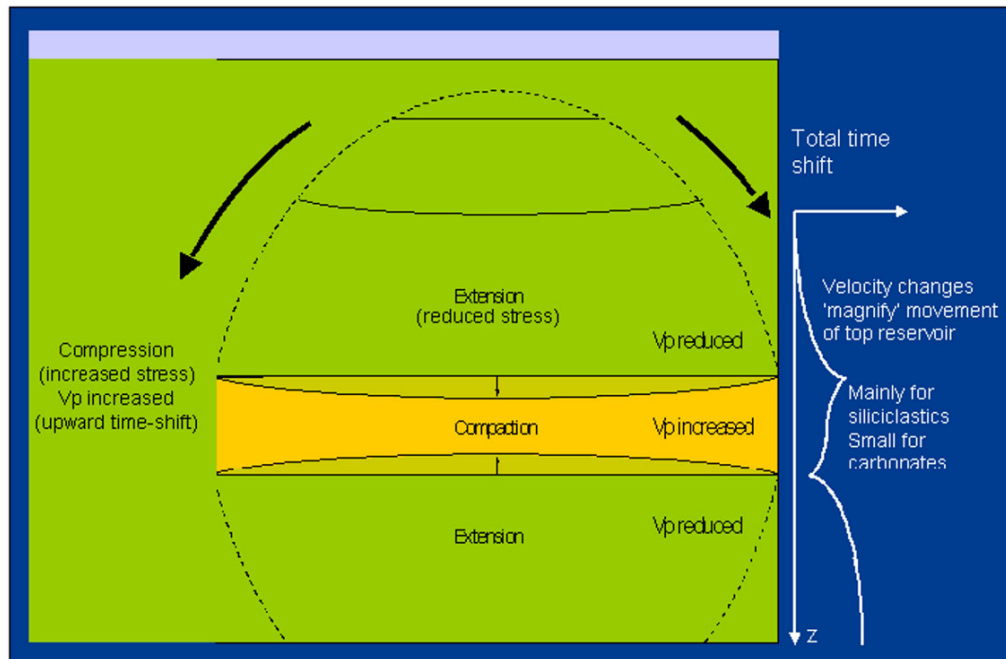 Total time
shift
Extension
(reduced stress)
Velocity changes
'magnify' movement
of top reservoir
Vp reduced
Compression
(increased stress)
Vp increased
(upward time-shift)
Compaction
Vp increased
Mainly for
siliciclastics
Small for
carbonates
Extension
Vp reduced
z